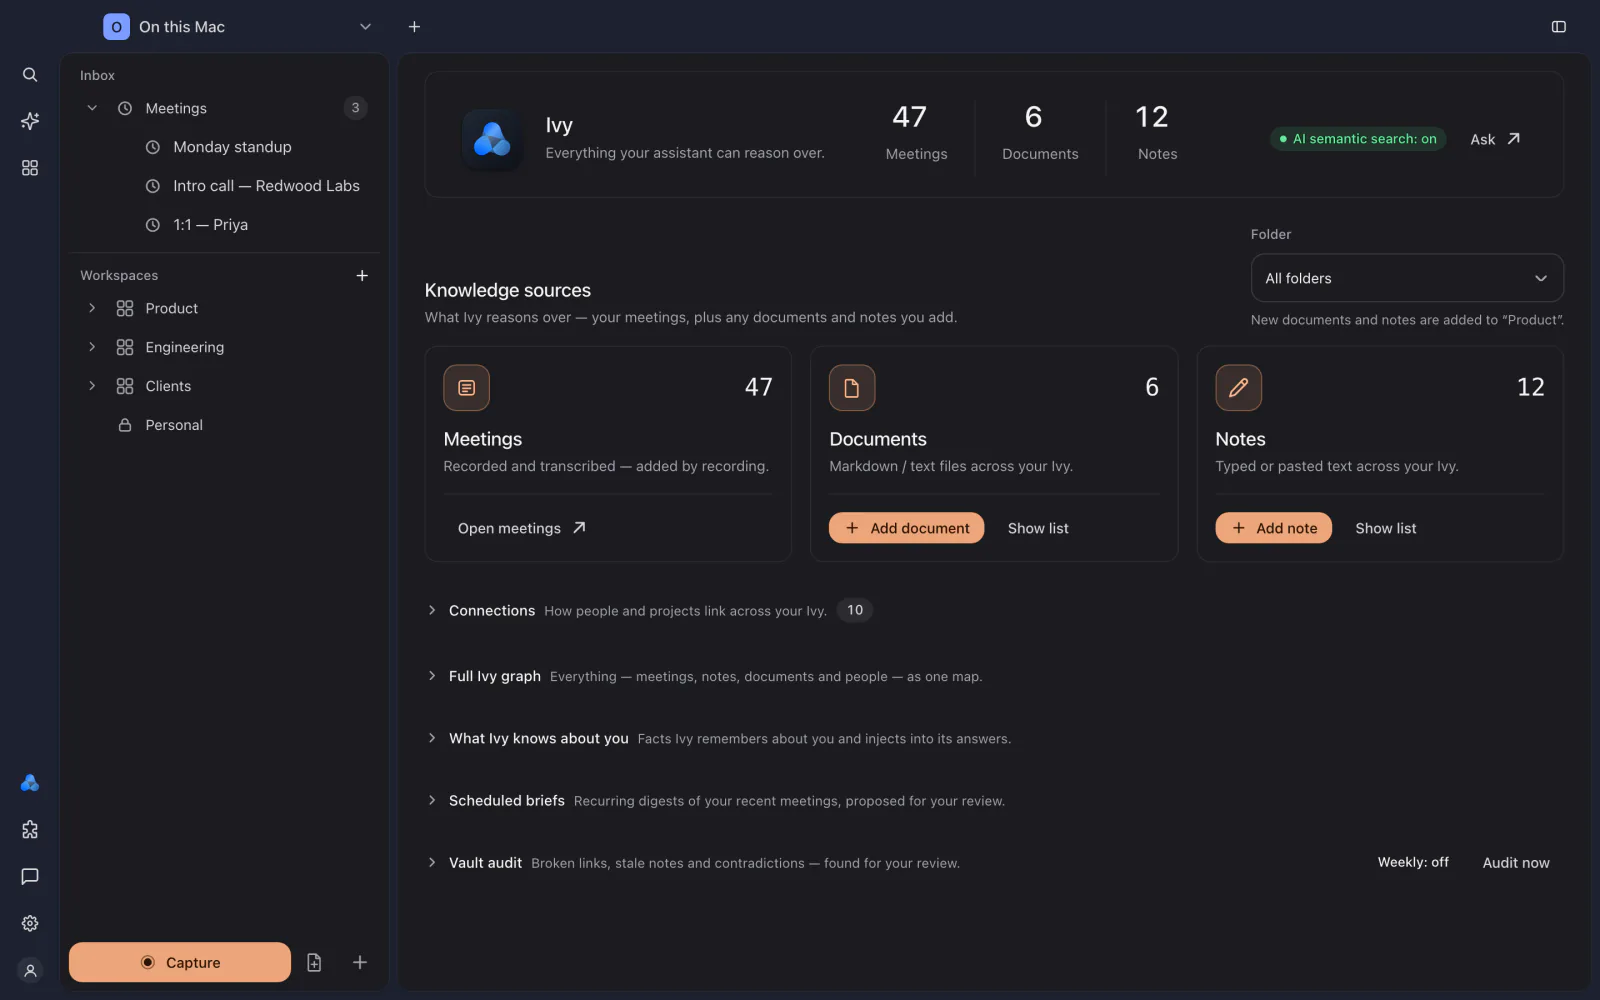 O On this Mac
Inbox
Meetings 3
Monday standup
Intro call — Redwood Labs
1:1 — Priya
Workspaces
Product
Engineering
Clients
Personal
Capture
Ivy
Everything your assistant can reason over.
47
Meetings
6
Documents
12
Notes
AI semantic search: on
Ask
Folder
All folders
New documents and notes are added to “Product”.
Knowledge sources
What Ivy reasons over — your meetings, plus any documents and notes you add.
47
Meetings
Recorded and transcribed — added by recording.
Open meetings
6
Documents
Markdown / text files across your Ivy.
Add document Show list
12
Notes
Typed or pasted text across your Ivy.
Add note Show list
Connections How people and projects link across your Ivy. 10
Full Ivy graph Everything — meetings, notes, documents and people — as one map.
What Ivy knows about you Facts Ivy remembers about you and injects into its answers.
Scheduled briefs Recurring digests of your recent meetings, proposed for your review.
Vault audit Broken links, stale notes and contradictions — found for your review. Weekly: off Audit now